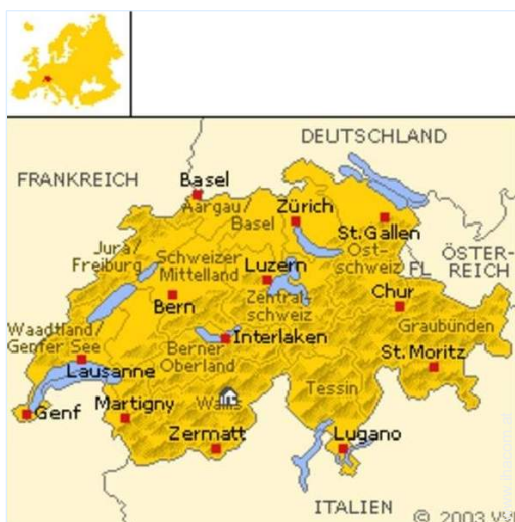 DEUTSCHLAND
FRANKREICH
Basel
Aargau/
Basel
Zürich
St.Gallen
Ost-
schweiz
FL
ÖSTER-
REICH
Jura/
Freiburg
Schweizer
Mittelland
Luzern
Zentral-
schweiz
Bern
Chur
Graubünden
Waadtland/
Genfer See
Interlaken
Berner
Oberland
St.Moritz
Lausanne
Tessin
Genf
Martigny
Wallis
Zermatt
Lugano
ITALIEN
© 2003